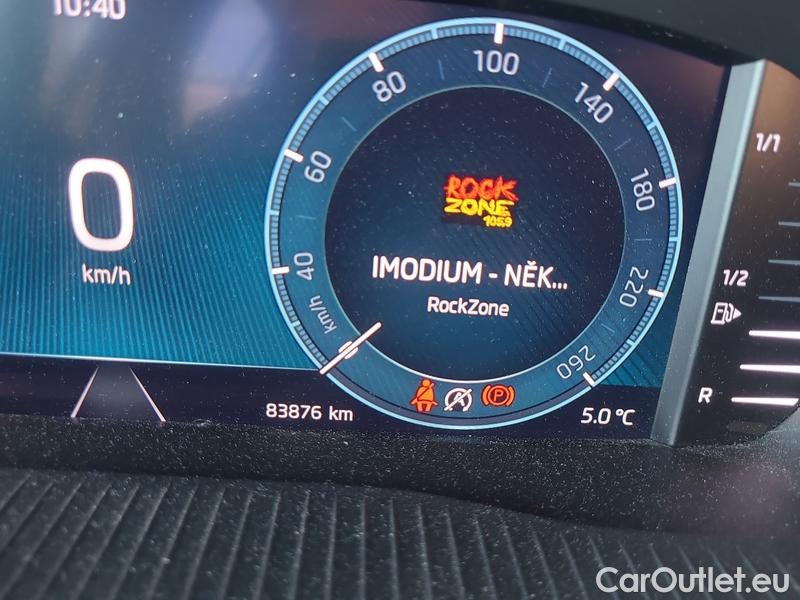 10:40
0
km/h
40
60
80
100
140
180
220
260
km/h
ROCK
ZONE
105,9
IMODIUM - NĚK...
RockZone
(P)
83876 km
5.0 °C
1/1
1/2
R
CarOutlet.eu